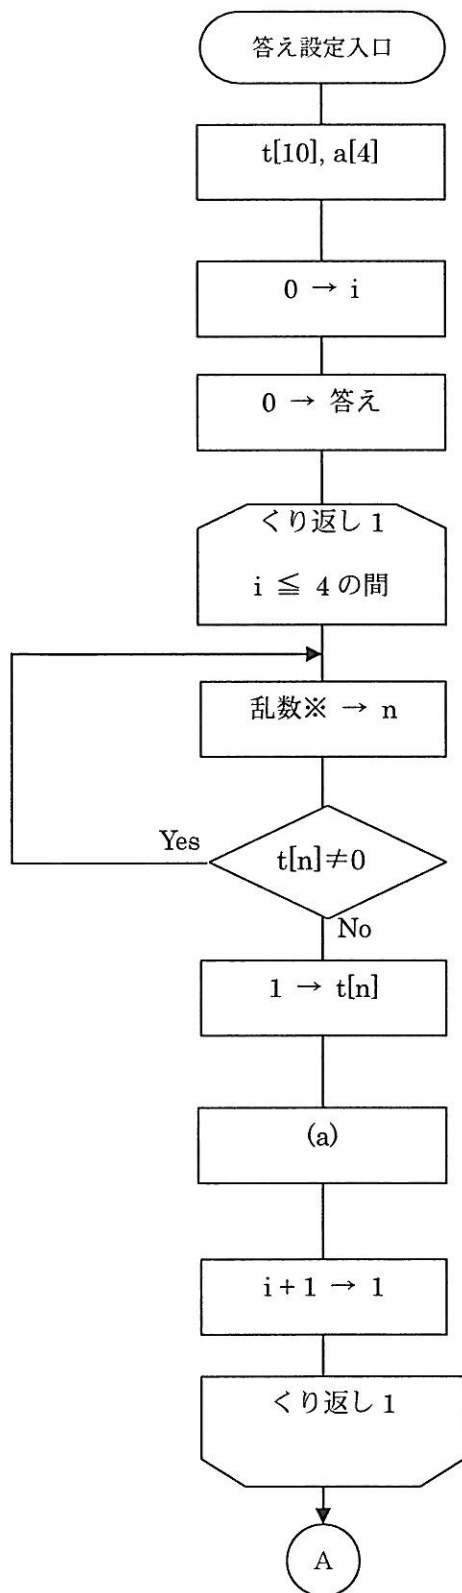 答え設定入口
t[10], a[4]
0 → i
0 → 答え
くり返し 1
i ≦ 4 の間
乱数※ → n
Yes
t[n]≠0
No
1 → t[n]
(a)
i + 1 → 1
くり返し 1
A